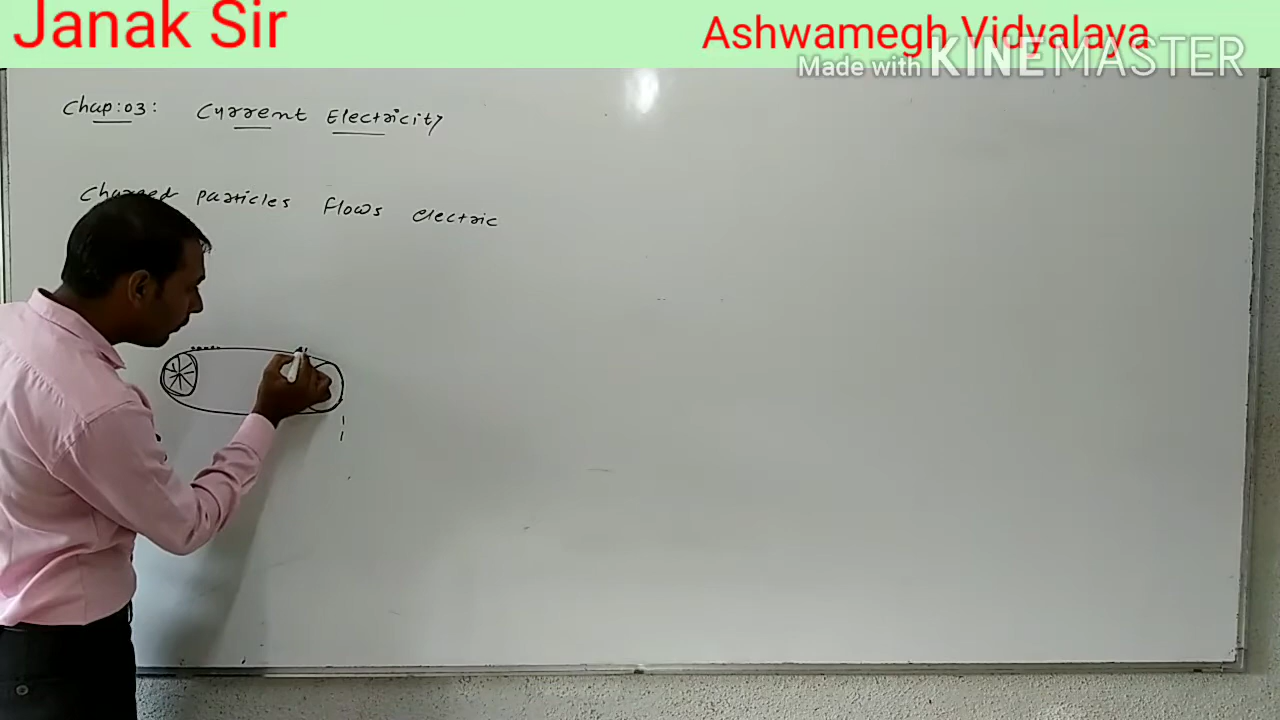 Janak Sir
Ashwamegh Vidyalaya
Made with KINEMASTER
Chap:03: Current Electricity
Charged particles flows electric